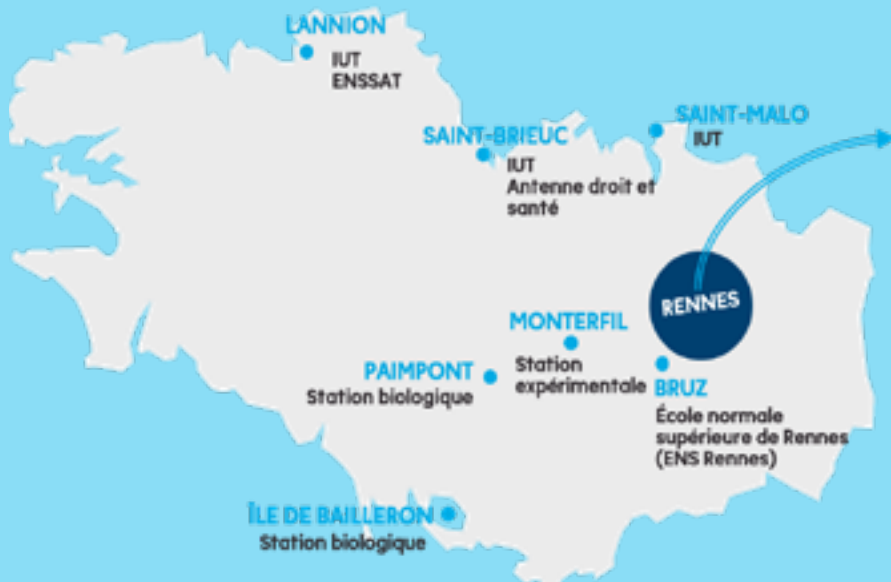 LANNION
IUT
ENSSAT
SAINT-BRIEUC
IUT
Antenne droit et
santé
SAINT-MALO
IUT
RENNES
MONTERFIL
Station
expérimentale
PAIMPONT
Station biologique
BRUZ
École normale
supérieure de Rennes
(ENS Rennes)
ÎLE DE BAILLERON
Station biologique